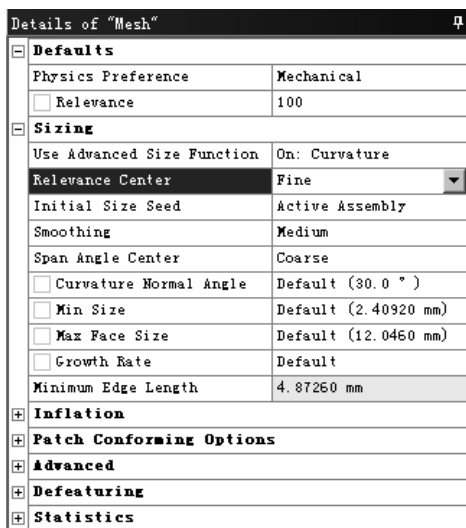 Details of "Mesh"
Defaults
Physics Preference Mechanical
Relevance 100
Sizing
Use Advanced Size Function On: Curvature
Relevance Center Fine
Initial Size Seed Active Assembly
Smoothing Medium
Span Angle Center Coarse
Curvature Normal Angle Default (30.0 °)
Min Size Default (2.40920 mm)
Max Face Size Default (12.0460 mm)
Growth Rate Default
Minimum Edge Length 4.87260 mm
Inflation
Patch Conforming Options
Advanced
Defeaturing
Statistics